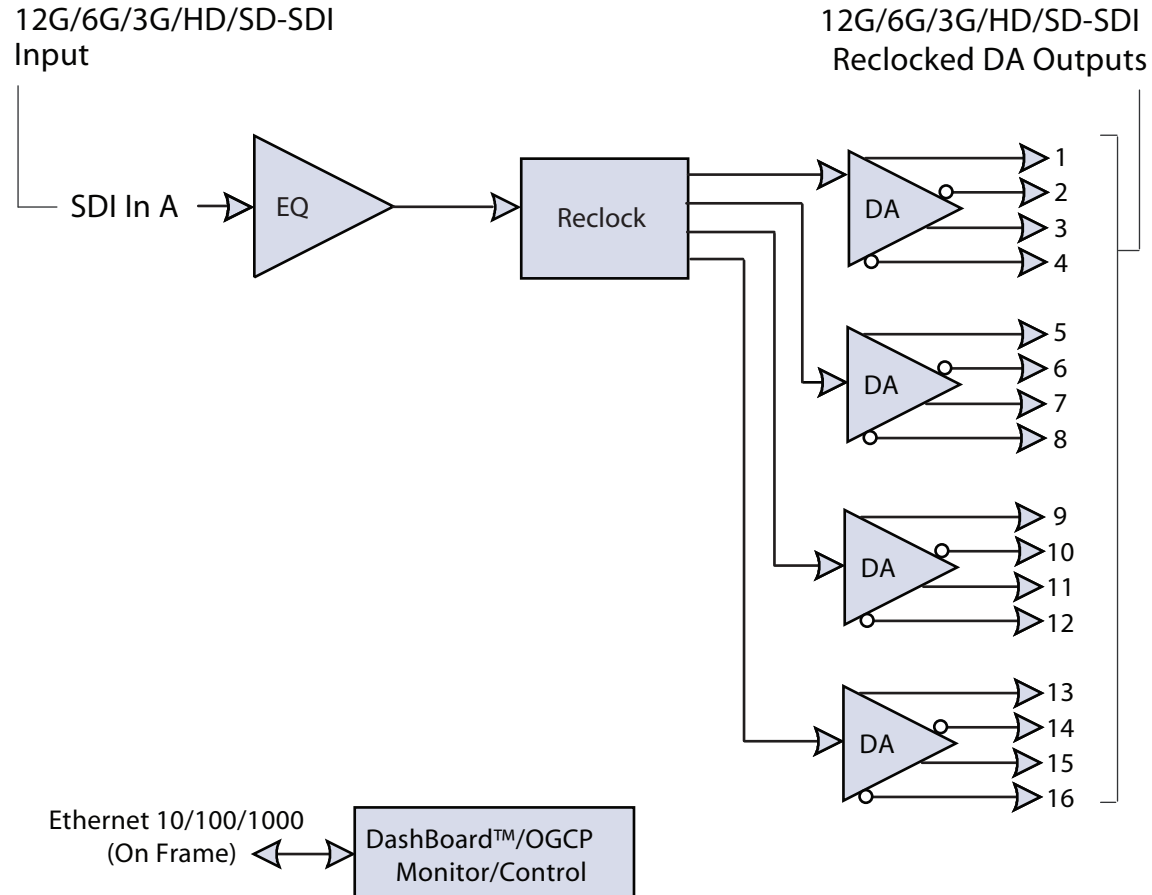 12G/6G/3G/HD/SD-SDI
Input
12G/6G/3G/HD/SD-SDI
Reclocked DA Outputs
SDI In A
EQ
Reclock
DA
1
2
3
4
DA
5
6
7
8
DA
9
10
11
12
DA
13
14
15
16
Ethernet 10/100/1000
(On Frame)
DashBoard™/OGCP
Monitor/Control